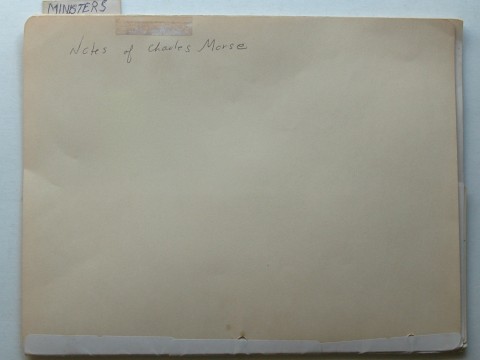 MINISTERS
Notes of Charles Morse